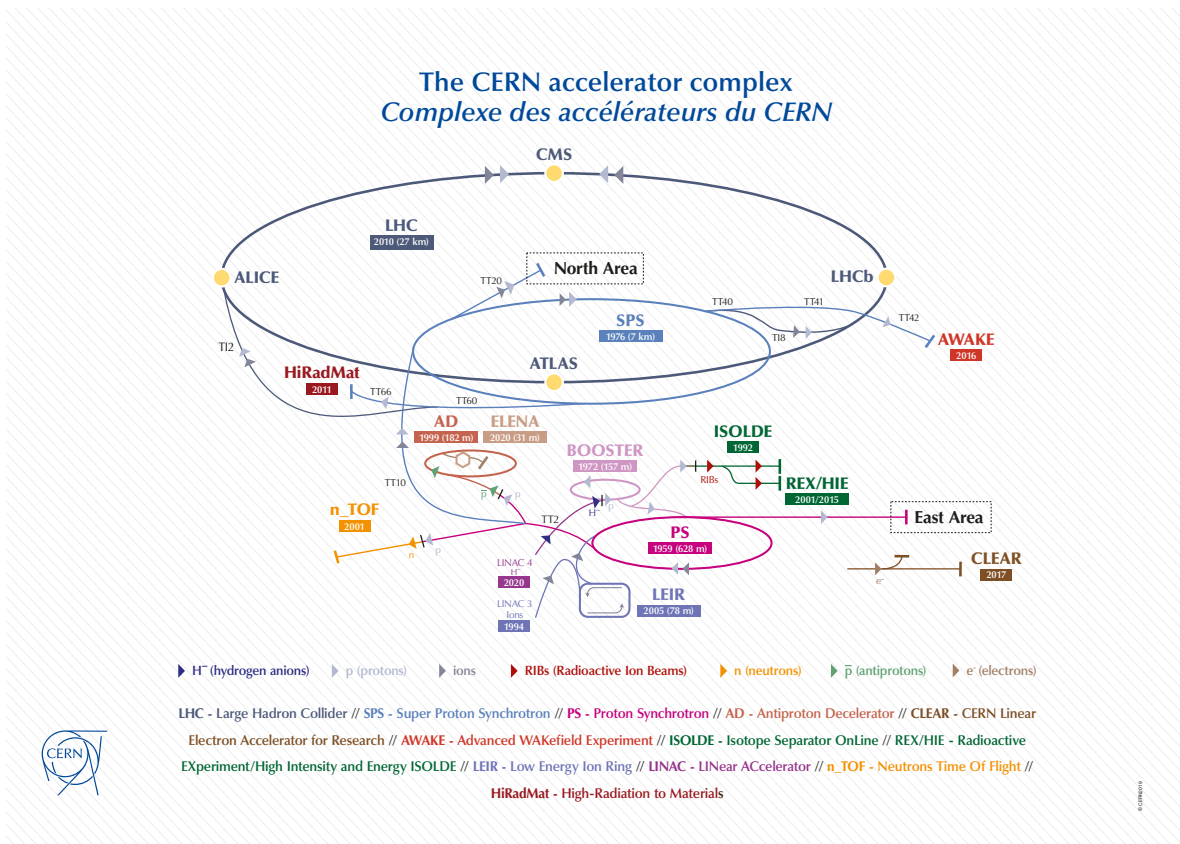 The CERN accelerator complex
Complexe des accélérateurs du CERN
CMS
LHC
2010 (27 km)
North Area
ALICE
LHCb
TT20
TT40
TT41
TT42
SPS
1976 (7 km)
TI2
TI8
AWAKE
2016
ATLAS
HiRadMat
2011
TT66
TT60
AD
1999 (182 m)
ELENA
2020 (31 m)
ISOLDE
1992
BOOSTER
1972 (157 m)
RIBs
REX/HIE
2001/2015
TT10
p̅
p
H⁻
p
n_TOF
2001
TT2
East Area
PS
1959 (628 m)
n
p
LINAC 4
H⁻
2020
CLEAR
2017
e⁻
LINAC 3
Ions
1994
LEIR
2005 (78 m)
H⁻ (hydrogen anions)
p (protons)
ions
RIBs (Radioactive Ion Beams)
n (neutrons)
p̅ (antiprotons)
e⁻ (electrons)
LHC - Large Hadron Collider // SPS - Super Proton Synchrotron // PS - Proton Synchrotron // AD - Antiproton Decelerator // CLEAR - CERN Linear
Electron Accelerator for Research // AWAKE - Advanced WAKefield Experiment // ISOLDE - Isotope Separator OnLine // REX/HIE - Radioactive
EXperiment/High Intensity and Energy ISOLDE // LEIR - Low Energy Ion Ring // LINAC - LINear ACcelerator // n_TOF - Neutrons Time Of Flight //
HiRadMat - High-Radiation to Materials
CERN
© CERN2019